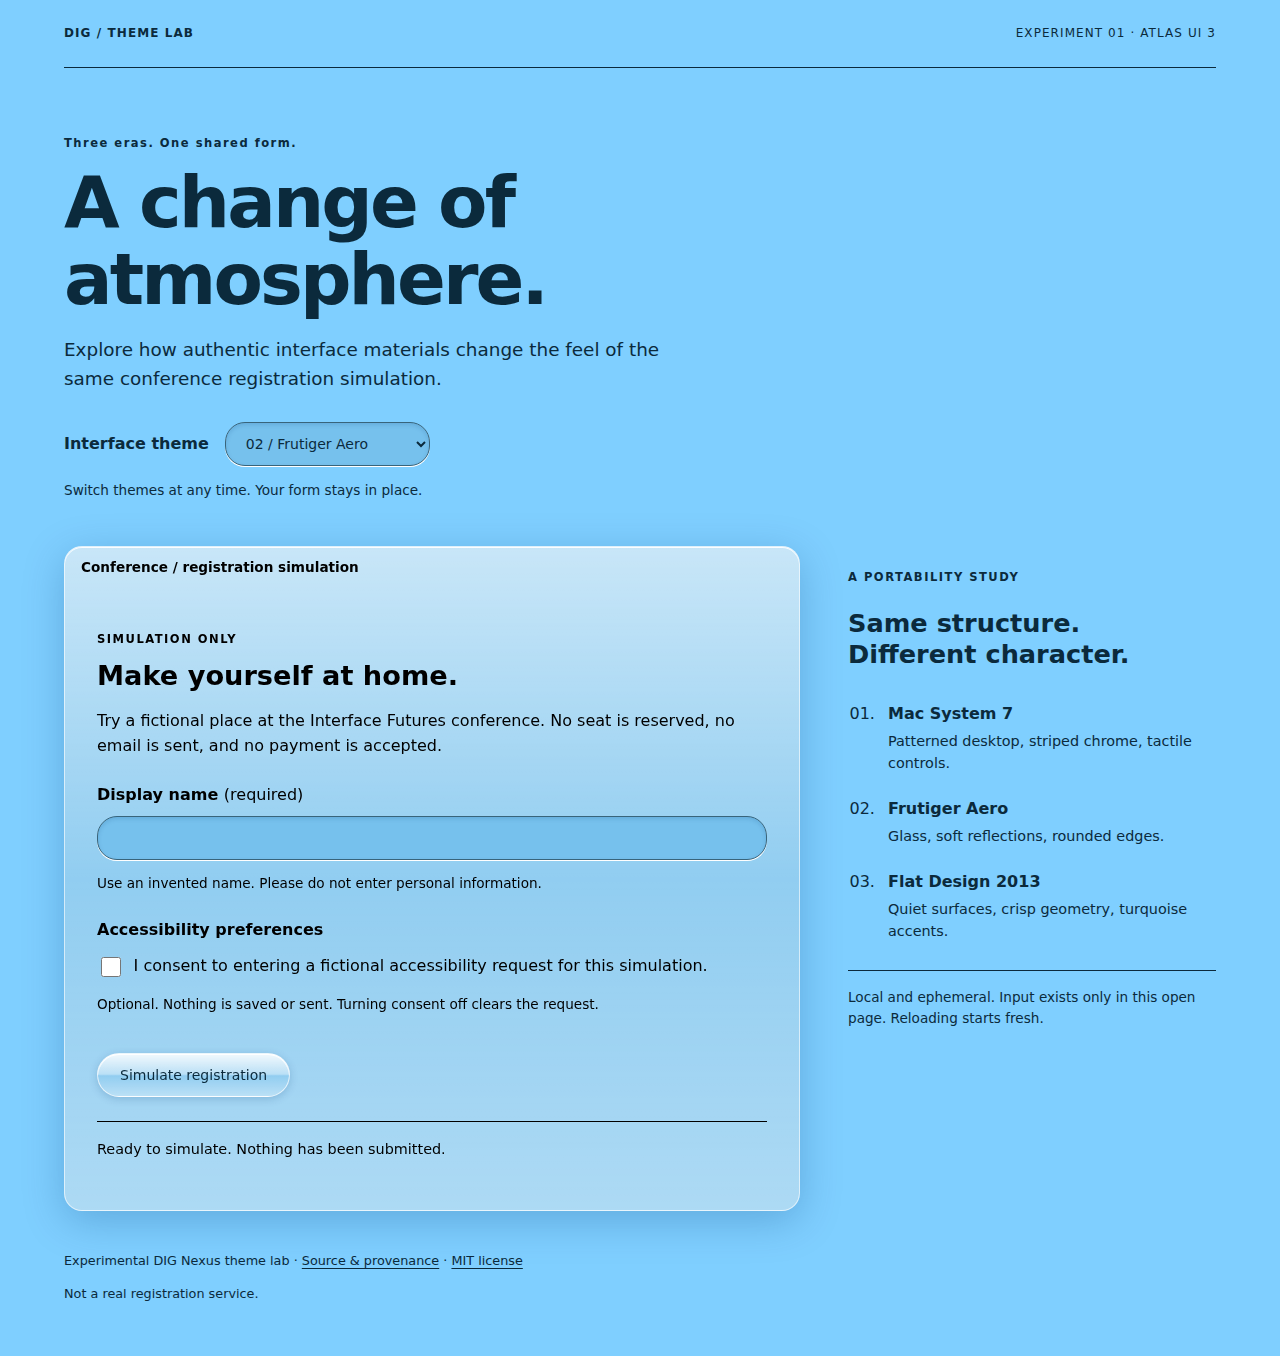 DIG / THEME LAB
EXPERIMENT 01 · ATLAS UI 3
Three eras. One shared form.
A change of
atmosphere.
Explore how authentic interface materials change the feel of the
same conference registration simulation.
Interface theme
02 / Frutiger Aero
Switch themes at any time. Your form stays in place.
Conference / registration simulation
SIMULATION ONLY
Make yourself at home.
Try a fictional place at the Interface Futures conference. No seat is reserved, no
email is sent, and no payment is accepted.
Display name (required)
Use an invented name. Please do not enter personal information.
Accessibility preferences
I consent to entering a fictional accessibility request for this simulation.
Optional. Nothing is saved or sent. Turning consent off clears the request.
Simulate registration
Ready to simulate. Nothing has been submitted.
A PORTABILITY STUDY
Same structure.
Different character.
01. Mac System 7
Patterned desktop, striped chrome, tactile
controls.
02. Frutiger Aero
Glass, soft reflections, rounded edges.
03. Flat Design 2013
Quiet surfaces, crisp geometry, turquoise
accents.
Local and ephemeral. Input exists only in this open
page. Reloading starts fresh.
Experimental DIG Nexus theme lab · Source & provenance · MIT license
Not a real registration service.